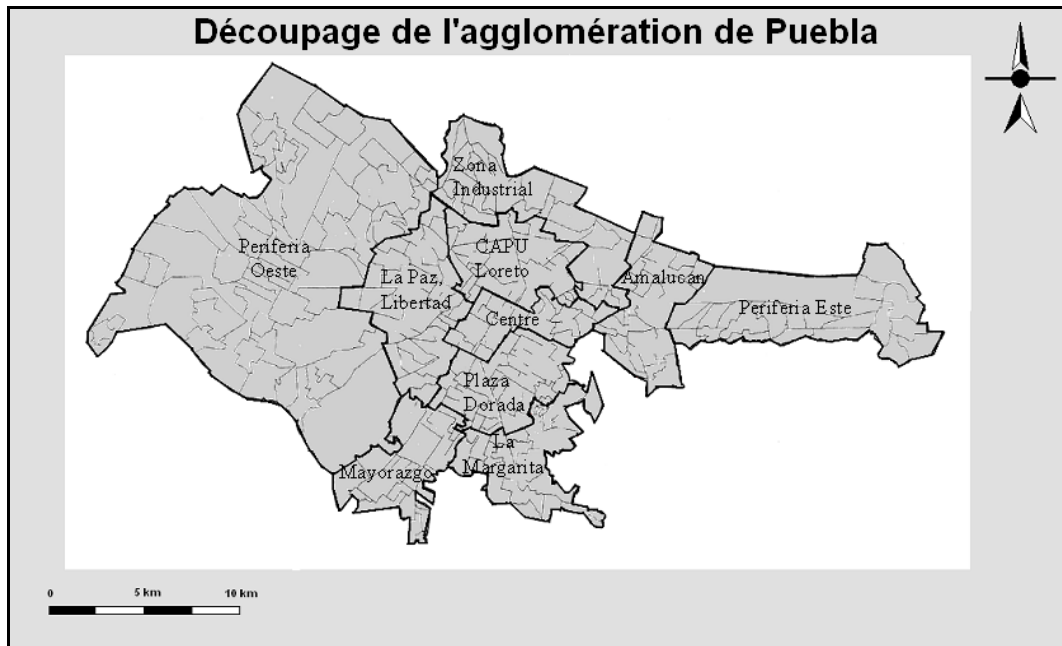 Découpage de l'agglomération de Puebla
Zona
Industrial
Periferia
Oeste
CAPU
Loreto
La Paz,
Libertad
Amalucan
Periferia Este
Centre
Plaza
Dorada
La
Margarita
Mayorazgo
0 5 km 10 km